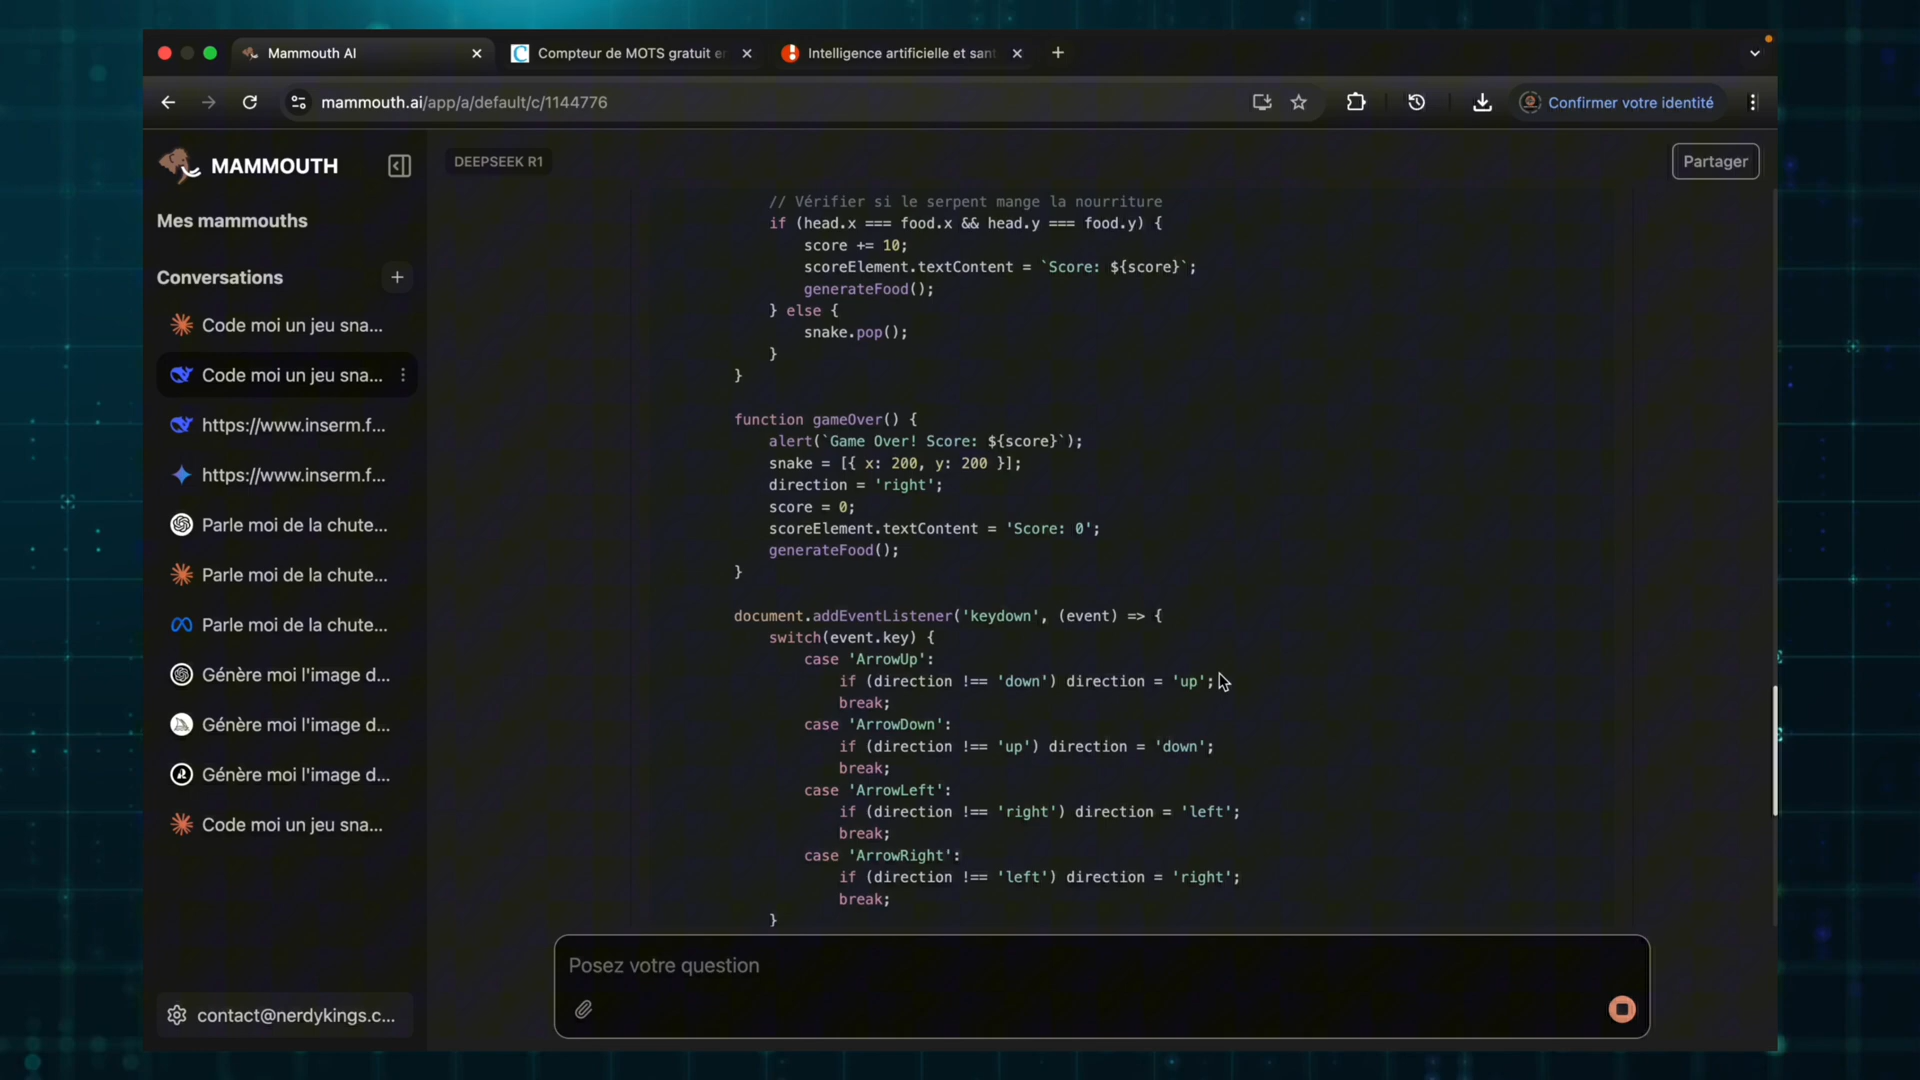 Mammouth AI
Compteur de MOTS gratuit en
Intelligence artificielle et sant
mammouth.ai/app/a/default/c/1144776
Confirmer votre identité
MAMMOUTH
Mes mammouths
Conversations
Code moi un jeu sna...
Code moi un jeu sna...
https://www.inserm.f...
https://www.inserm.f...
Parle moi de la chute...
Parle moi de la chute...
Parle moi de la chute...
Génère moi l'image d...
Génère moi l'image d...
Génère moi l'image d...
Code moi un jeu sna...
contact@nerdykings.c...
DEEPSEEK R1
Partager
// Vérifier si le serpent mange la nourriture
if (head.x === food.x && head.y === food.y) {
score += 10;
scoreElement.textContent = `Score: ${score}`;
generateFood();
} else {
snake.pop();
}
}
function gameOver() {
alert(`Game Over! Score: ${score}`);
snake = [{ x: 200, y: 200 }];
direction = 'right';
score = 0;
scoreElement.textContent = 'Score: 0';
generateFood();
}
document.addEventListener('keydown', (event) => {
switch(event.key) {
case 'ArrowUp':
if (direction !== 'down') direction = 'up';
break;
case 'ArrowDown':
if (direction !== 'up') direction = 'down';
break;
case 'ArrowLeft':
if (direction !== 'right') direction = 'left';
break;
case 'ArrowRight':
if (direction !== 'left') direction = 'right';
break;
}
Posez votre question